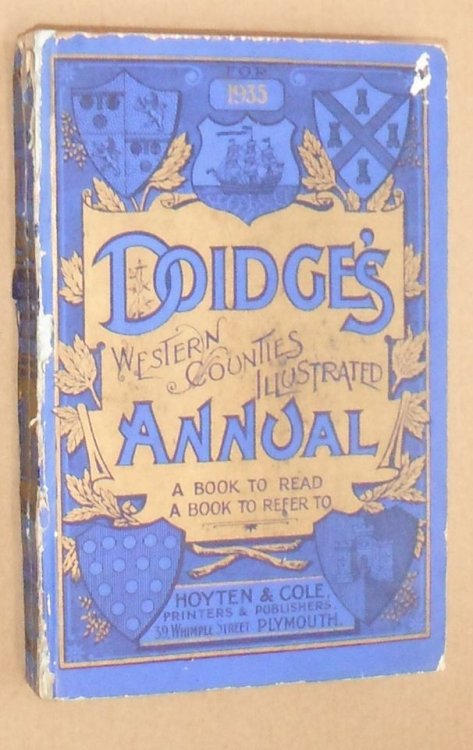 FOR
1935
DOIDGE'S
WESTERN
COUNTIES
ILLUSTRATED
ANNUAL
A BOOK TO READ
A BOOK TO REFER TO
HOYTEN & COLE,
PRINTERS & PUBLISHERS,
39, WHIMPLE STREET PLYMOUTH.